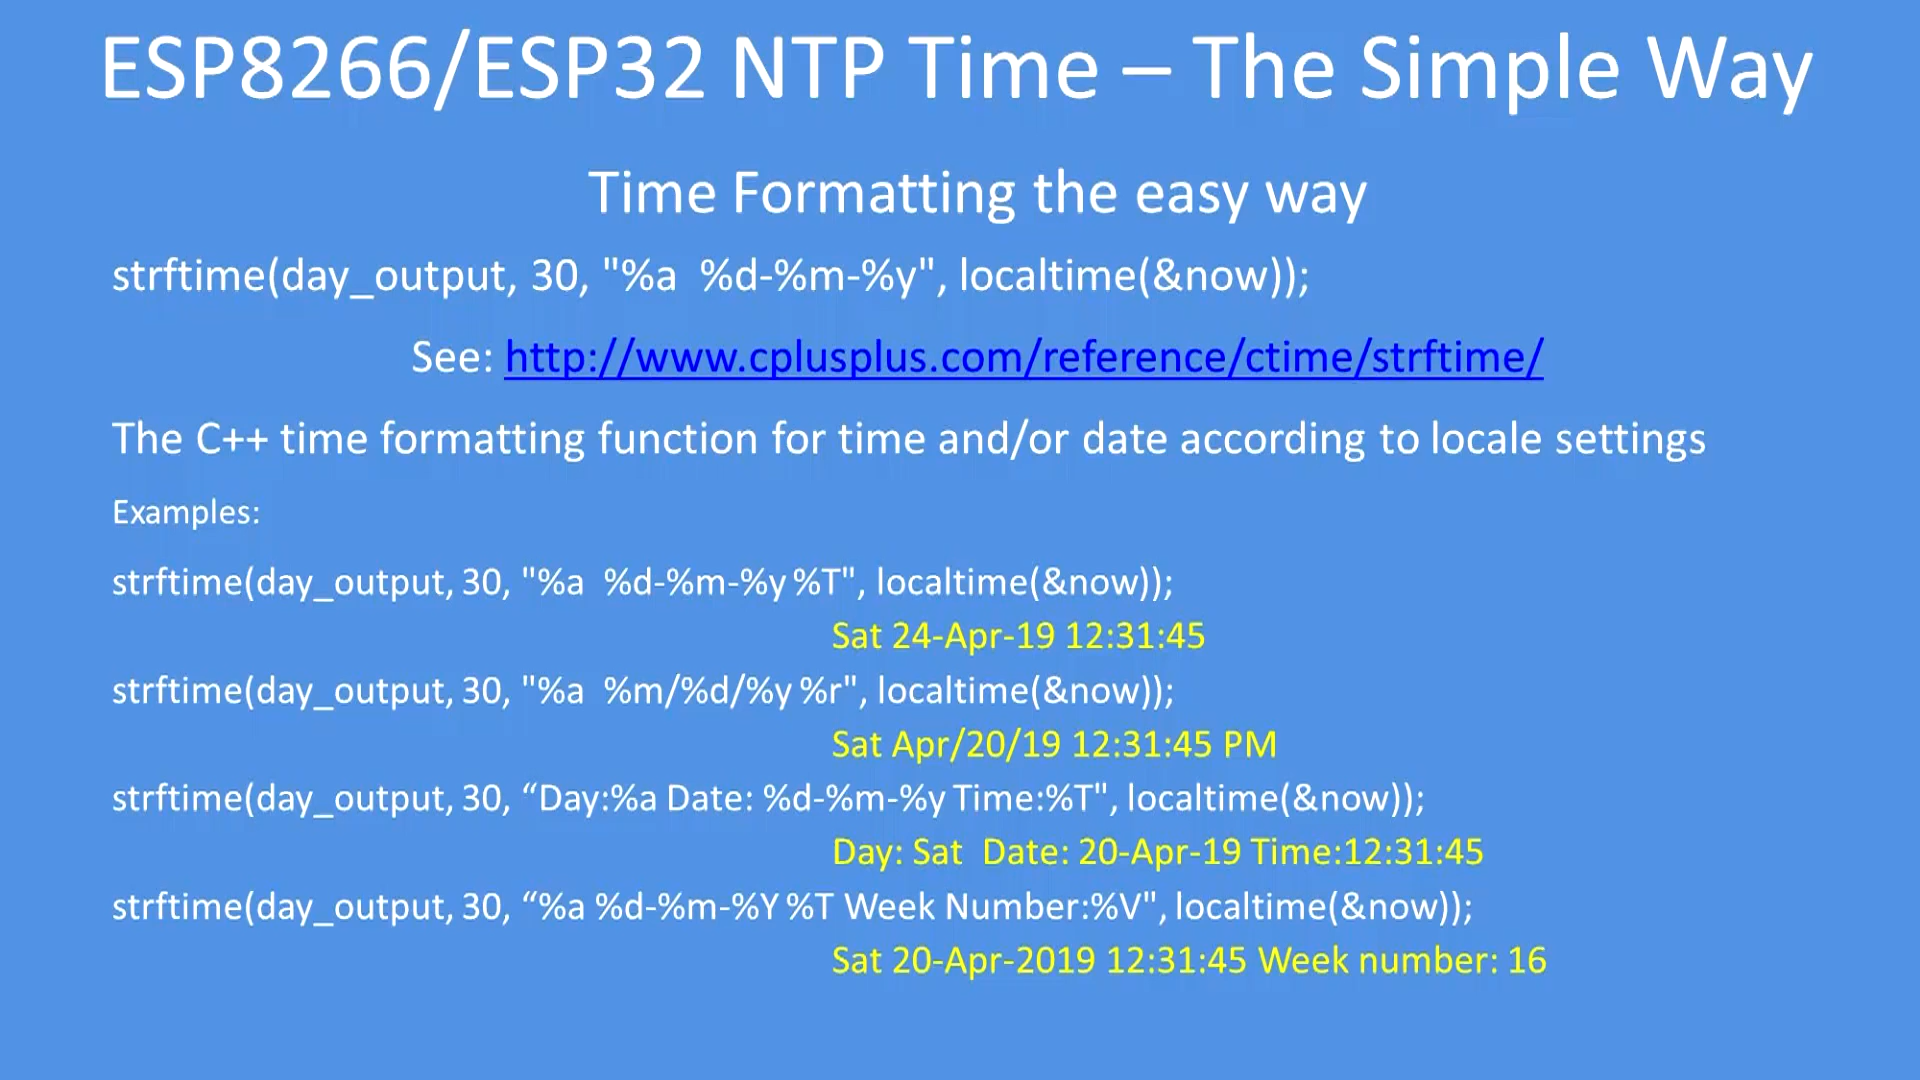 ESP8266/ESP32 NTP Time – The Simple Way
Time Formatting the easy way
strftime(day_output, 30, "%a  %d-%m-%y", localtime(&now));
See: http://www.cplusplus.com/reference/ctime/strftime/
The C++ time formatting function for time and/or date according to locale settings
Examples:
strftime(day_output, 30, "%a  %d-%m-%y %T", localtime(&now));
Sat 24-Apr-19 12:31:45
strftime(day_output, 30, "%a  %m/%d/%y %r", localtime(&now));
Sat Apr/20/19 12:31:45 PM
strftime(day_output, 30, “Day:%a Date: %d-%m-%y Time:%T", localtime(&now));
Day: Sat  Date: 20-Apr-19 Time:12:31:45
strftime(day_output, 30, “%a %d-%m-%Y %T Week Number:%V", localtime(&now));
Sat 20-Apr-2019 12:31:45 Week number: 16